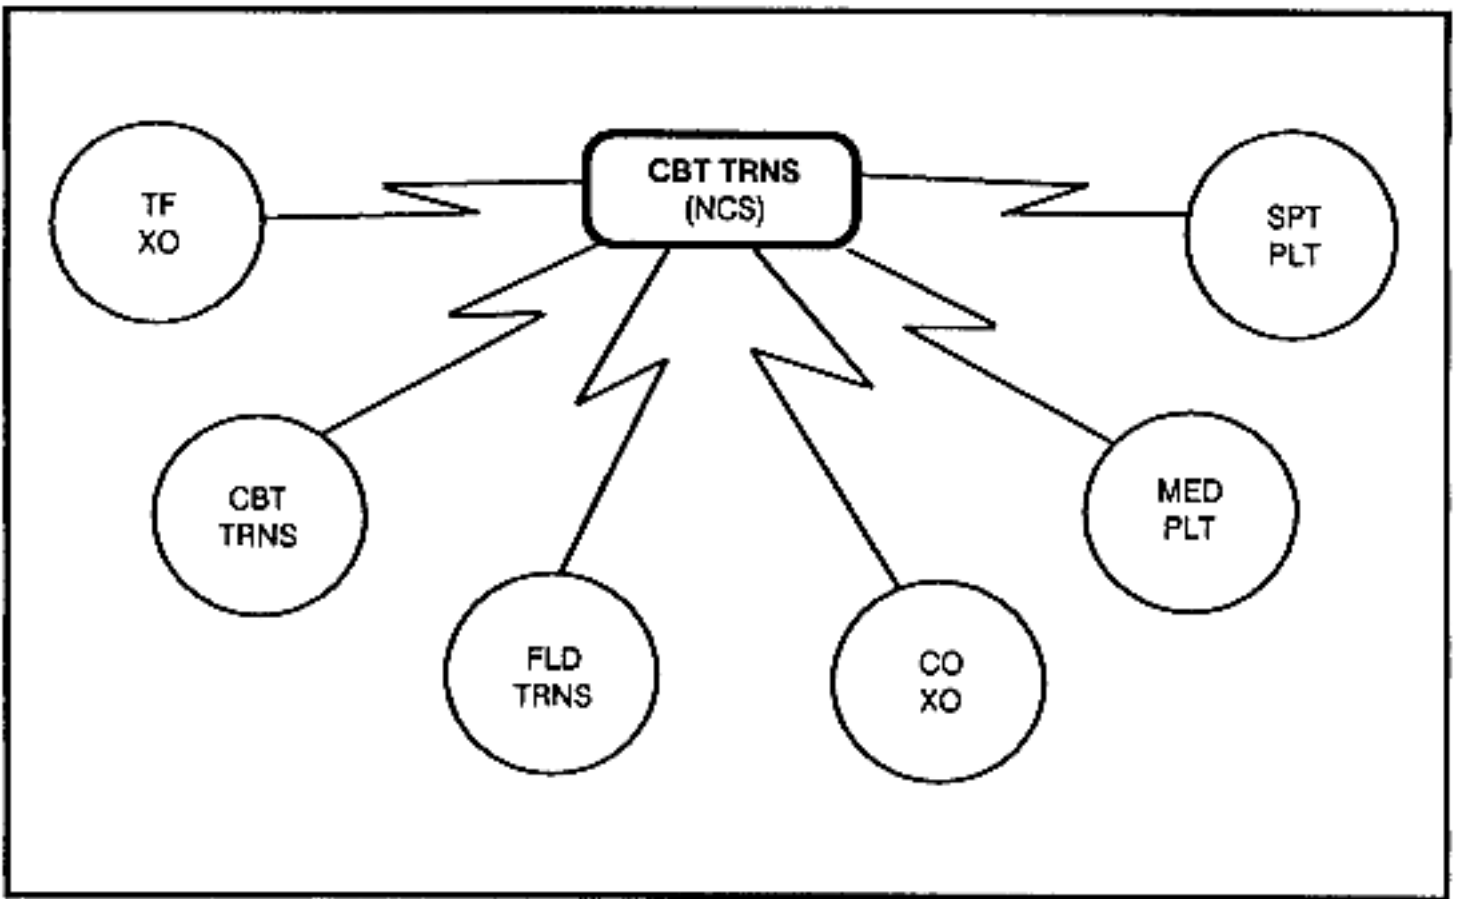 CBT TRNS
(NCS)
TF
XO
SPT
PLT
CBT
TRNS
MED
PLT
FLD
TRNS
CO
XO